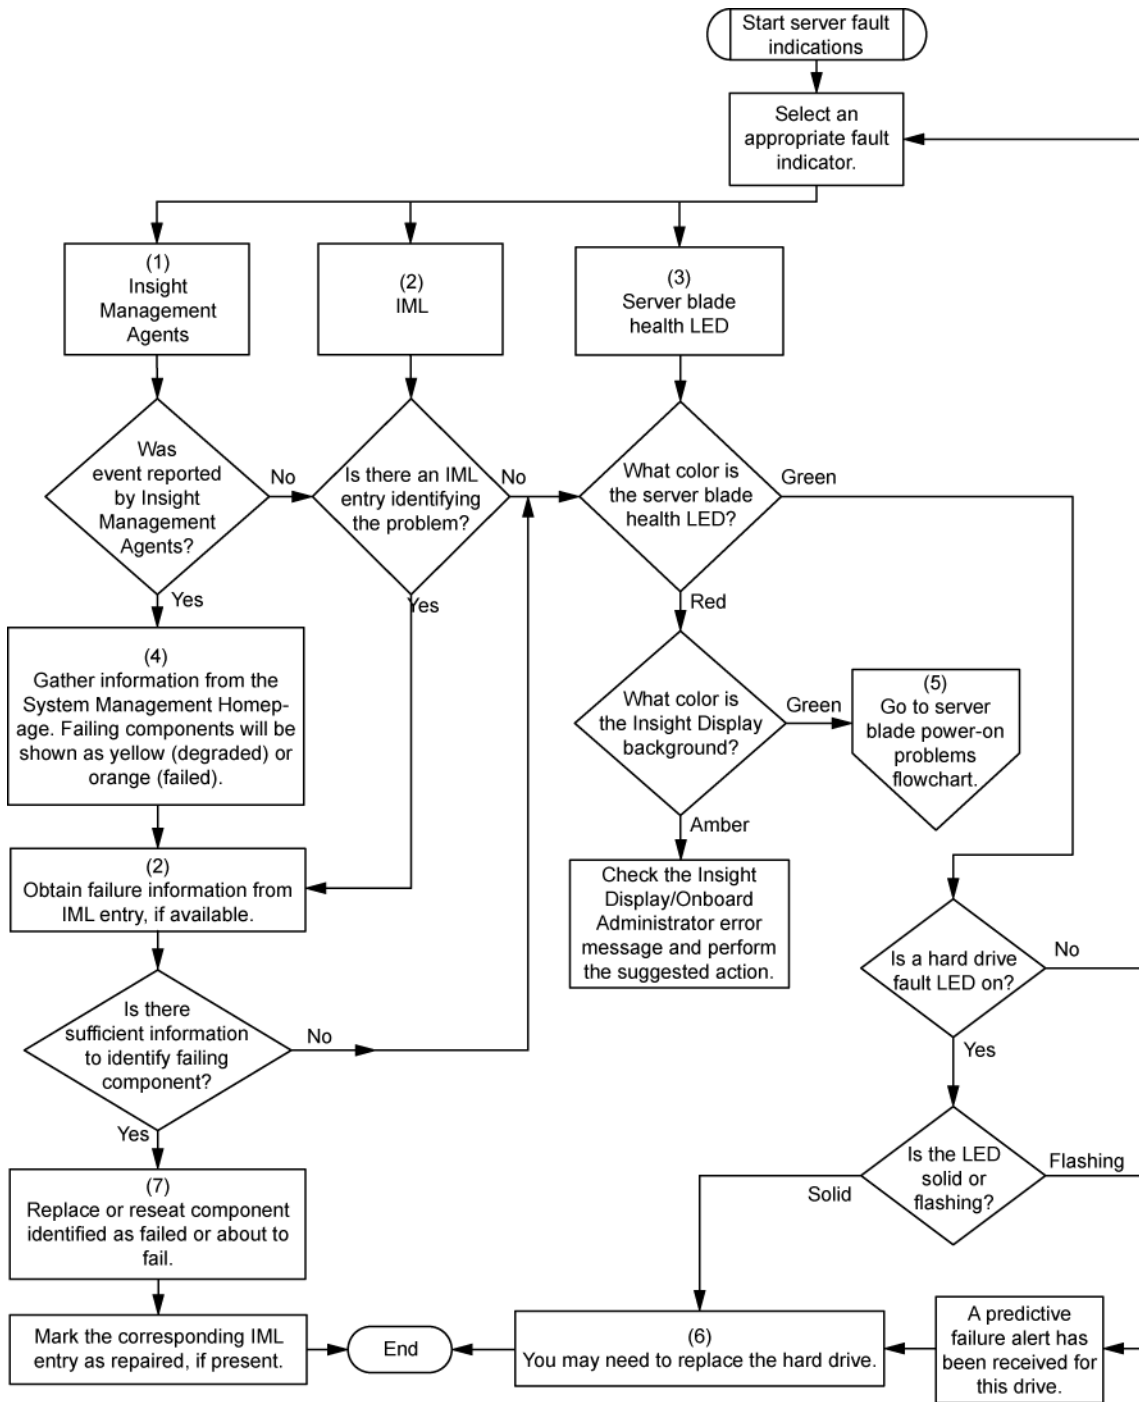 Start server fault
indications
Select an
appropriate fault
indicator.
(1)
Insight
Management
Agents
(2)
IML
(3)
Server blade
health LED
Was
event reported
by Insight
Management
Agents?
No
Yes
Is there an IML
entry identifying
the problem?
No
Yes
What color is
the server blade
health LED?
Green
Red
(4)
Gather information from the
System Management Homep-
age. Failing components will be
shown as yellow (degraded) or
orange (failed).
What color is
the Insight Display
background?
Green
Amber
(5)
Go to server
blade power-on
problems
flowchart.
(2)
Obtain failure information from
IML entry, if available.
Check the Insight
Display/Onboard
Administrator error
message and perform
the suggested action.
Is a hard drive
fault LED on?
No
Yes
Is there
sufficient information
to identify failing
component?
No
Yes
Is the LED
solid or
flashing?
Flashing
Solid
(7)
Replace or reseat component
identified as failed or about to
fail.
Mark the corresponding IML
entry as repaired, if present.
End
(6)
You may need to replace the hard drive.
A predictive
failure alert has
been received for
this drive.